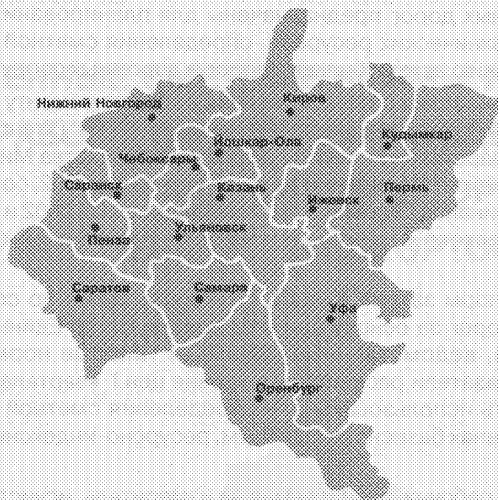 Нижний Новгород
Киров
Кудымкар
Йошкар-Ола
Чебоксары
Саранск
Казань
Ижевск
Пермь
Пенза
Ульяновск
Саратов
Самара
Уфа
Оренбург